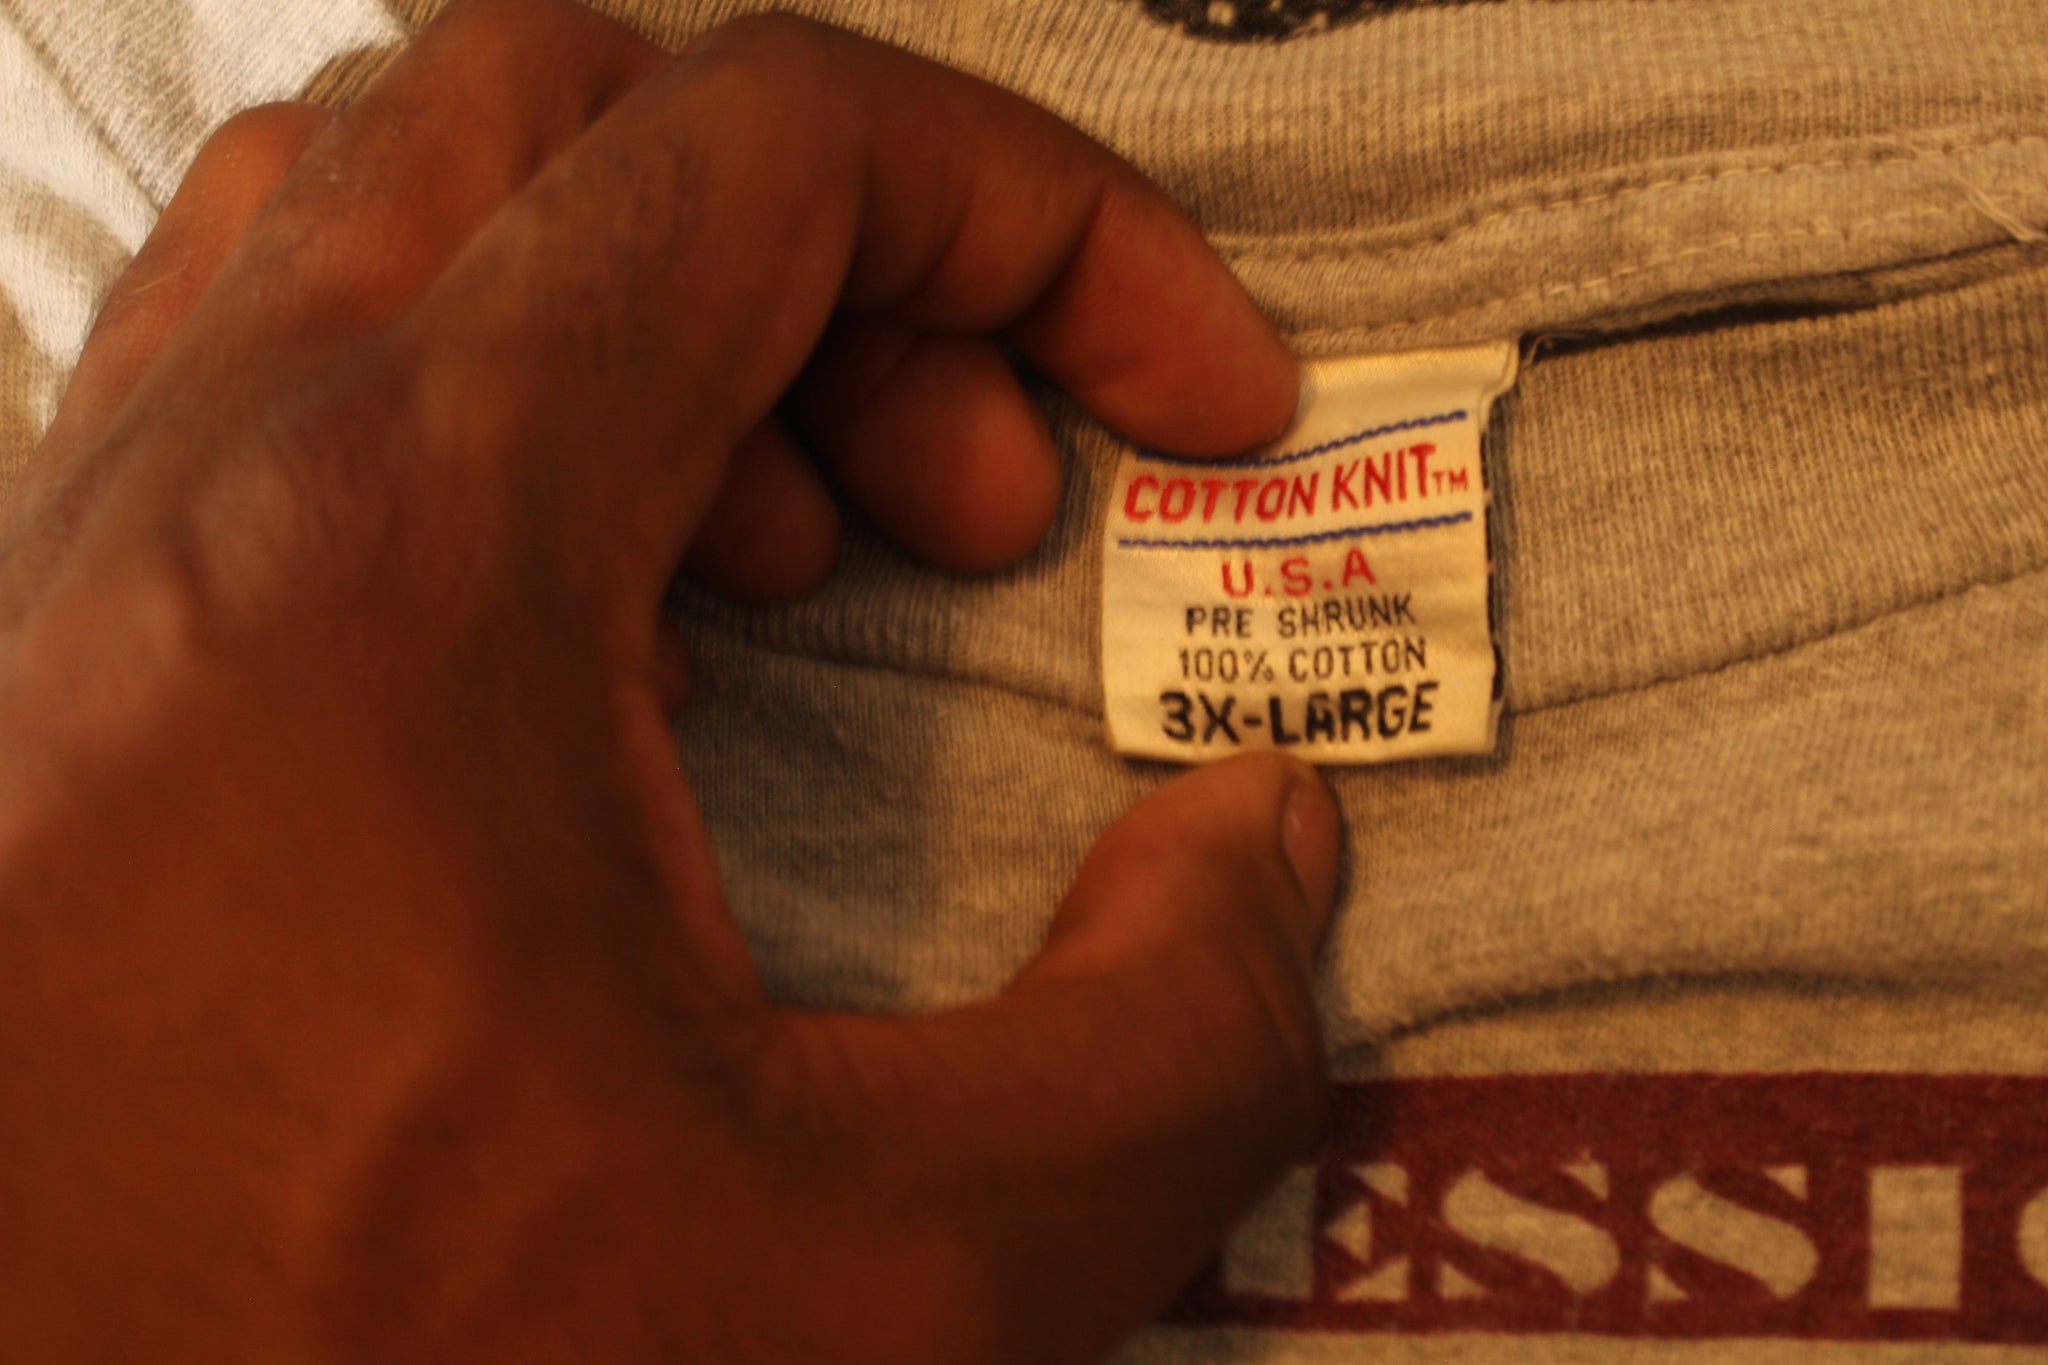 COTTON KNIT™
U.S.A
PRE SHRUNK
100% COTTON
3X-LARGE